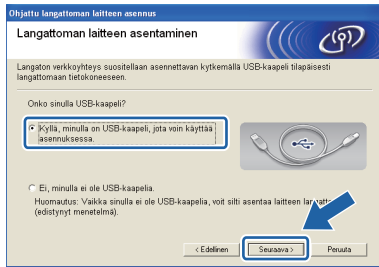 Ohjattu langattoman laitteen asennus
Langattoman laitteen asentaminen
Langaton verkkoyhteys suositellaan asennettavan kytkemällä USB-kaapeli tilapäisesti
langattomaan tietokoneeseen.
Onko sinulla USB-kaapeli?
Kyllä, minulla on USB-kaapeli, jota voin käyttää
asennuksessa.
Ei, minulla ei ole USB-kaapelia.
Huomautus: Vaikka sinulla ei ole USB-kaapelia, voit silti asentaa laitteen
(edistynyt menetelmä).
< Edellinen
Seuraava >
Peruuta